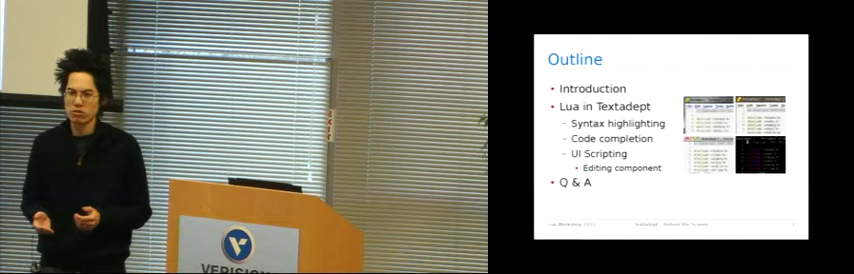 EXIT
VERISIGN
Outline
• Introduction
• Lua in Textadept
- Syntax highlighting
- Code completion
- UI Scripting
• Editing component
• Q & A
Lua Workshop 2012
Textadept - Behind the Scenes